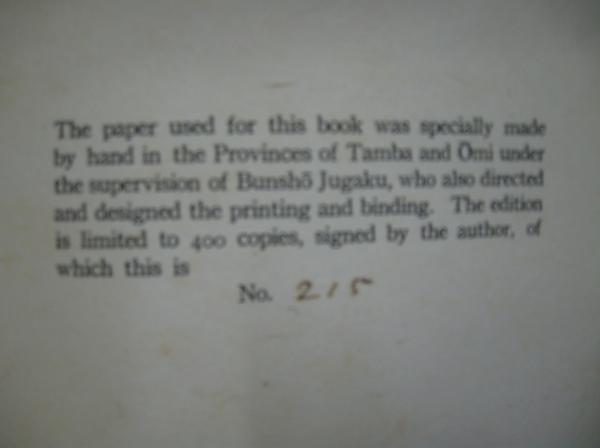 The paper used for this book was specially made
by hand in the Provinces of Tamba and Ōmi under
the supervision of Bunshō Jugaku, who also directed
and designed the printing and binding. The edition
is limited to 400 copies, signed by the author, of
which this is
No. 215